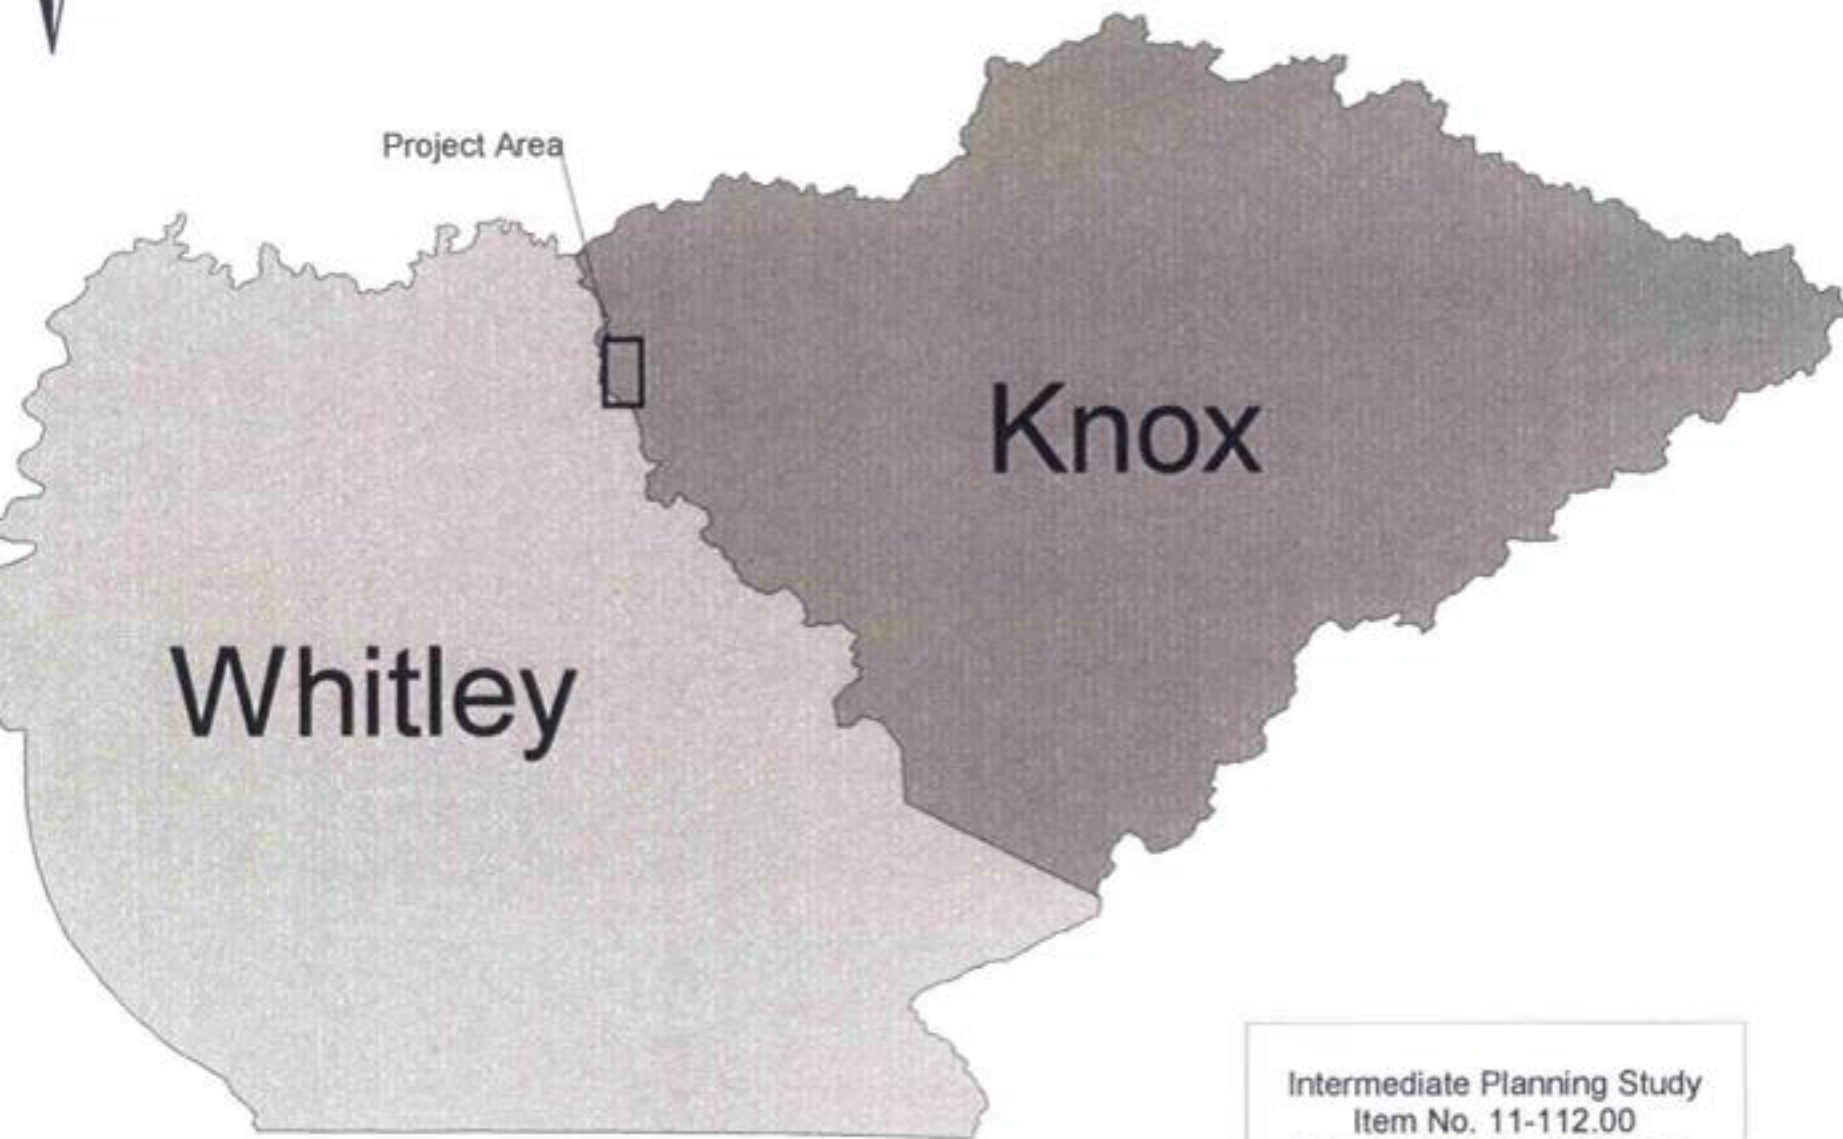 Project Area
Knox
Whitley
Intermediate Planning Study
Item No. 11-112.00